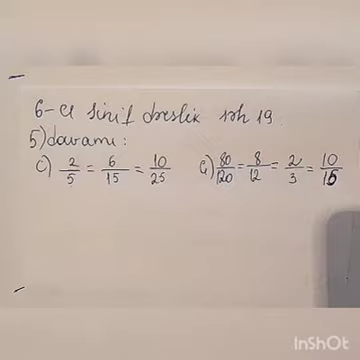 6-cı sinif dərslik səh 19.
5) davamı:
c) 2/5 = 6/15 = 10/25 ç) 80/120 = 8/12 = 2/3 = 10/15
InShOt